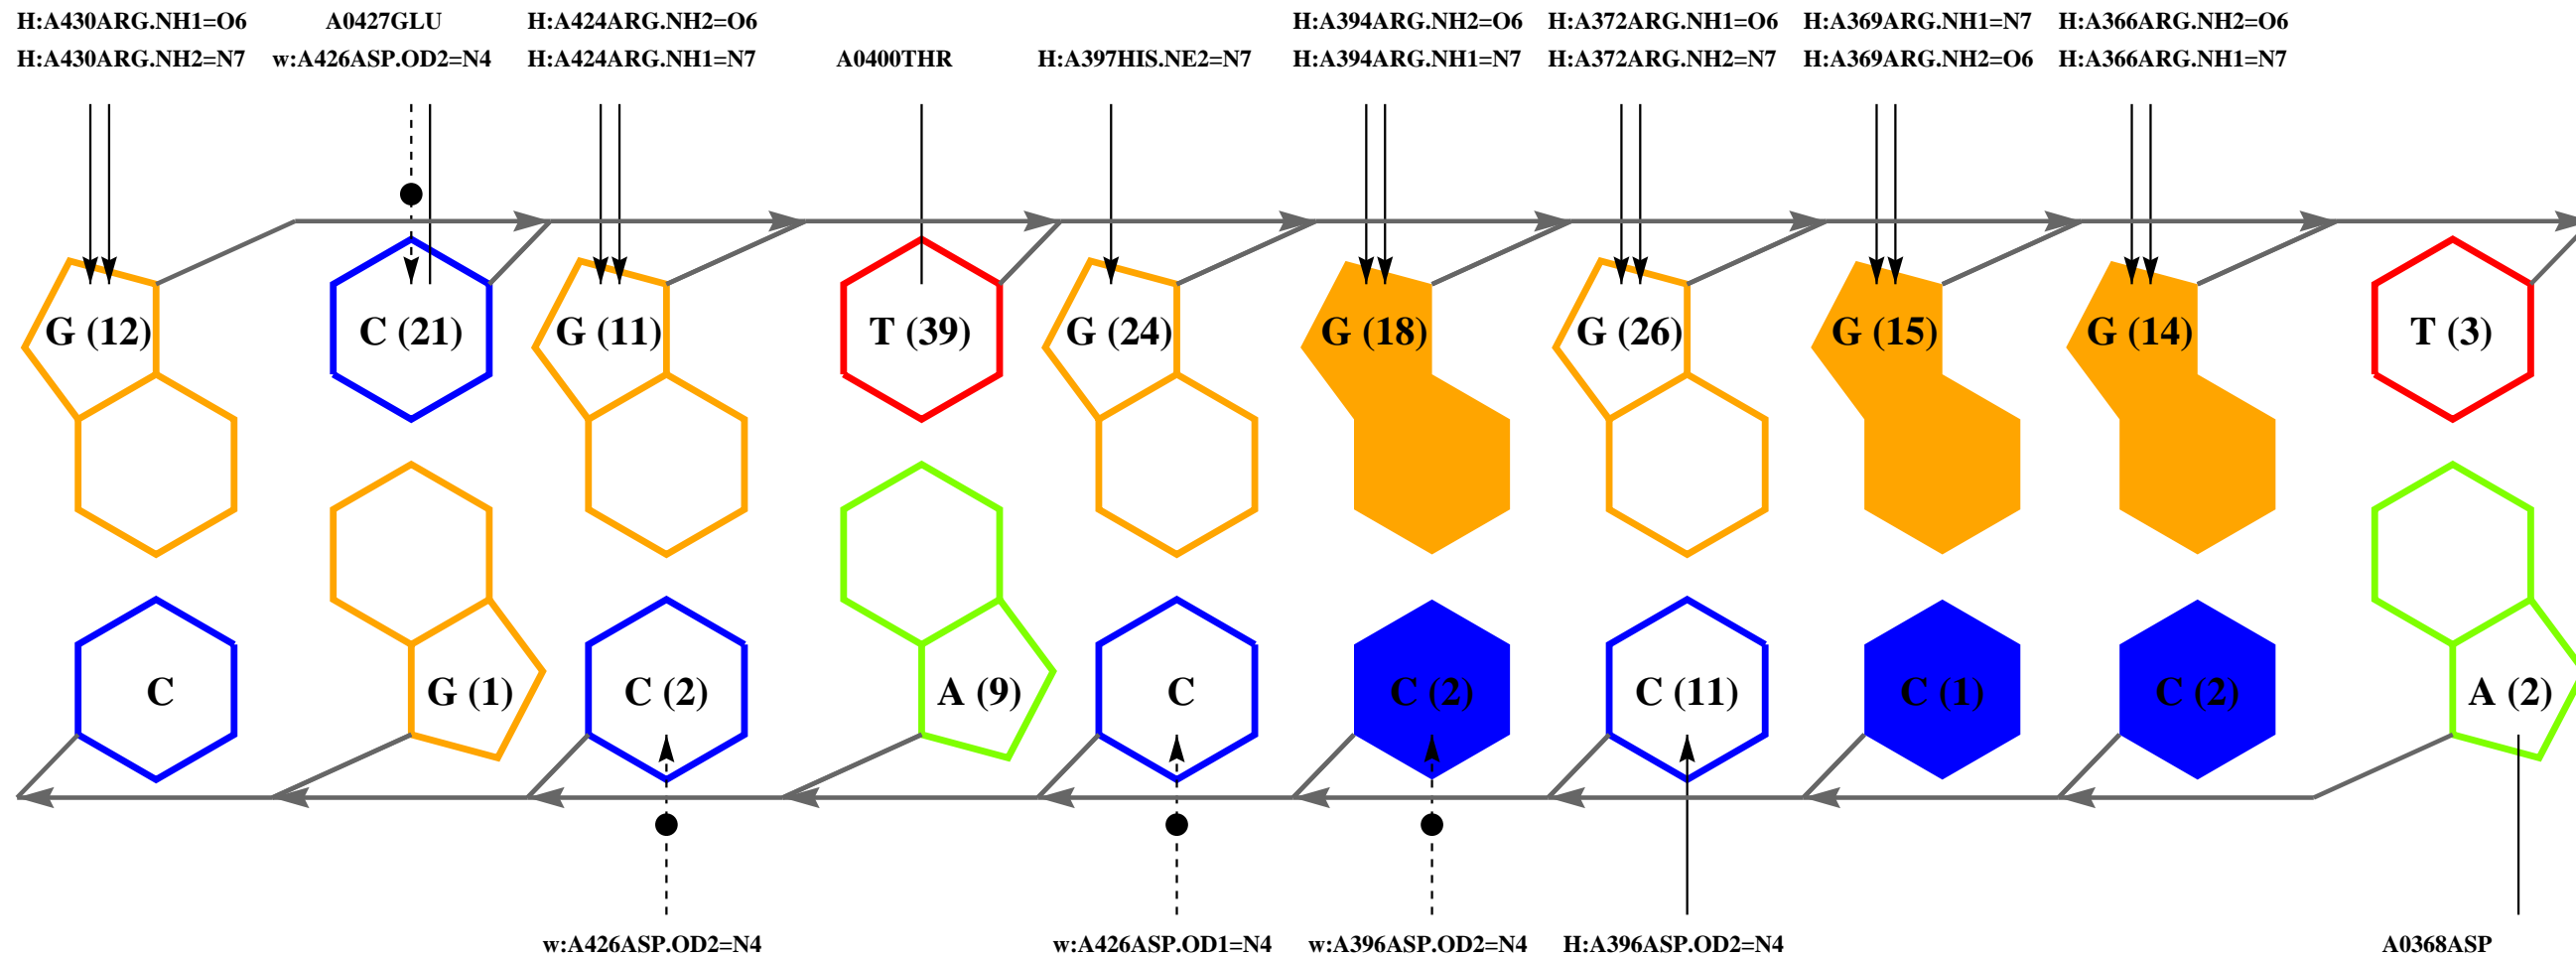 H:A430ARG.NH1=O6 A0427GLU H:A424ARG.NH2=O6 H:A394ARG.NH2=O6 H:A372ARG.NH1=O6 H:A369ARG.NH1=N7 H:A366ARG.NH2=O6
H:A430ARG.NH2=N7 w:A426ASP.OD2=N4 H:A424ARG.NH1=N7 A0400THR H:A397HIS.NE2=N7 H:A394ARG.NH1=N7 H:A372ARG.NH2=N7 H:A369ARG.NH2=O6 H:A366ARG.NH1=N7
G (12) C (21) G (11) T (39) G (24) G (18) G (26) G (15) G (14) T (3)
C G (1) C (2) A (9) C C (2) C (11) C (1) C (2) A (2)
w:A426ASP.OD2=N4 w:A426ASP.OD1=N4 w:A396ASP.OD2=N4 H:A396ASP.OD2=N4 A0368ASP